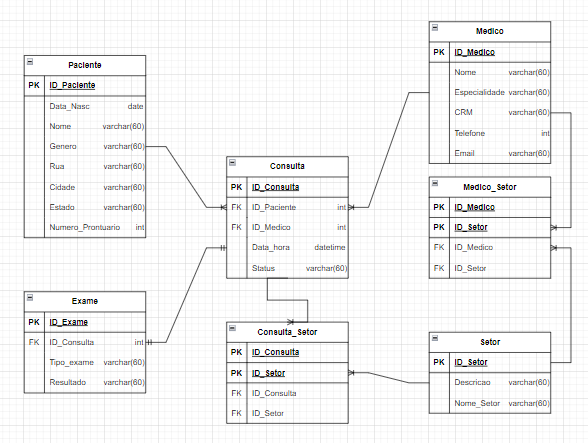 Paciente
PK ID_Paciente
Data_Nasc date
Nome varchar(60)
Genero varchar(60)
Rua varchar(60)
Cidade varchar(60)
Estado varchar(60)
Numero_Prontuario int
Medico
PK ID_Medico
Nome varchar(60)
Especialidade varchar(60)
CRM varchar(60)
Telefone int
Email varchar(60)
Consulta
PK ID_Consulta
FK ID_Paciente int
FK ID_Medico int
Data_hora datetime
Status varchar(60)
Medico_Setor
PK ID_Medico
PK ID_Setor
FK ID_Medico
FK ID_Setor
Exame
PK ID_Exame
FK ID_Consulta int
Tipo_exame varchar(60)
Resultado varchar(60)
Consulta_Setor
PK ID_Consulta
PK ID_Setor
FK ID_Consulta
FK ID_Setor
Setor
PK ID_Setor
Descricao varchar(60)
Nome_Setor varchar(60)